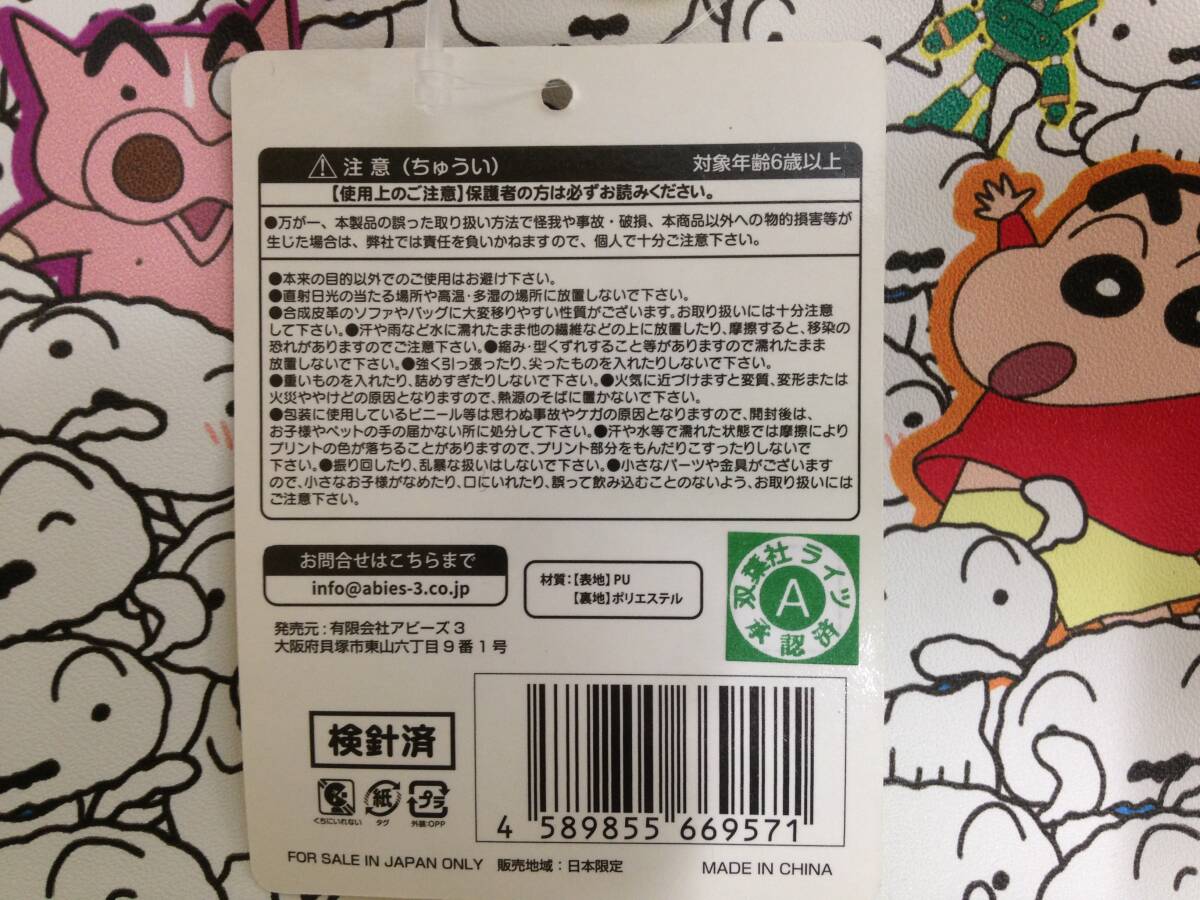 ⚠ 注意（ちゅうい） 対象年齢6歳以上
【使用上のご注意】保護者の方は必ずお読みください。
●万が一、本製品の誤った取り扱い方法で怪我や事故・破損、本商品以外への物的損害等が
生じた場合は、弊社では責任を負いかねますので、個人で十分ご注意下さい。
●本来の目的以外でのご使用はお避け下さい。
●直射日光の当たる場所や高温・多湿の場所に放置しないで下さい。
●合成皮革のソファやバッグに大変移りやすい性質がございます。お取り扱いには十分注意
して下さい。●汗や雨など水に濡れたまま他の繊維などの上に放置したり、摩擦すると、移染の
恐れがありますのでご注意下さい。●縮み・型くずれすること等がありますので濡れたまま
放置しないで下さい。●強く引っ張ったり、尖ったものを入れたりしないで下さい。
●重いものを入れたり、詰めすぎたりしないで下さい。●火気に近づけますと変質、変形または
火災ややけどの原因となりますので、熱源のそばに置かないで下さい。
●包装に使用しているビニール等は思わぬ事故やケガの原因となりますので、開封後は、
お子様やペットの手の届かない所に処分して下さい。●汗や水等で濡れた状態では摩擦により
プリントの色が落ちることがありますので、プリント部分をもんだりこすったりしないで
下さい。●振り回したり、乱暴な扱いはしないで下さい。●小さなパーツや金具がございます
ので、小さなお子様がなめたり、口にいれたり、誤って飲み込むことのないよう、お取り扱いには
ご注意下さい。
お問合せはこちらまで
info@abies-3.co.jp
発売元：有限会社アビーズ3
大阪府貝塚市東山六丁目9番1号
材質：【表地】PU
【裏地】ポリエステル
双葉社ライツ
A
承認済
検針済
くちにいれない
紙
タグ
プラ
外装：OPP
4 589855 669571
FOR SALE IN JAPAN ONLY 販売地域：日本限定 MADE IN CHINA